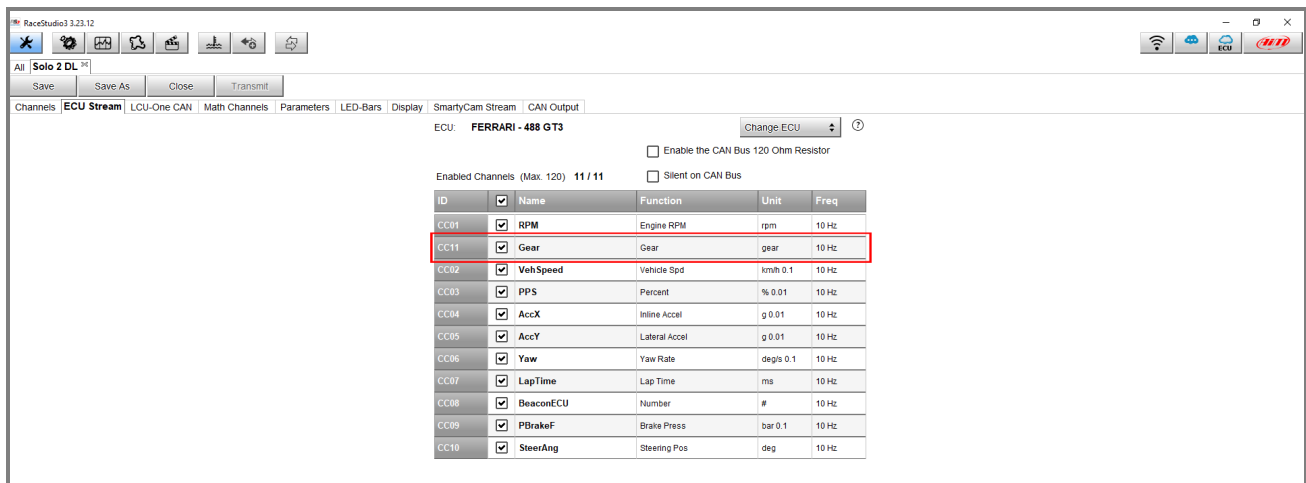 RaceStudio3 3.23.12
ECU AiM
All Solo 2 DL
Save Save As Close Transmit
Channels ECU Stream LCU-One CAN Math Channels Parameters LED-Bars Display SmartyCam Stream CAN Output
ECU: FERRARI - 488 GT3 Change ECU ?
Enable the CAN Bus 120 Ohm Resistor
Enabled Channels (Max. 120) 11 / 11 Silent on CAN Bus
ID Name Function Unit Freq
CC01 RPM Engine RPM rpm 10 Hz
CC11 Gear Gear gear 10 Hz
CC02 VehSpeed Vehicle Spd km/h 0.1 10 Hz
CC03 PPS Percent % 0.01 10 Hz
CC04 AccX Inline Accel g 0.01 10 Hz
CC05 AccY Lateral Accel g 0.01 10 Hz
CC06 Yaw Yaw Rate deg/s 0.1 10 Hz
CC07 LapTime Lap Time ms 10 Hz
CC08 BeaconECU Number # 10 Hz
CC09 PBrakeF Brake Press bar 0.1 10 Hz
CC10 SteerAng Steering Pos deg 10 Hz